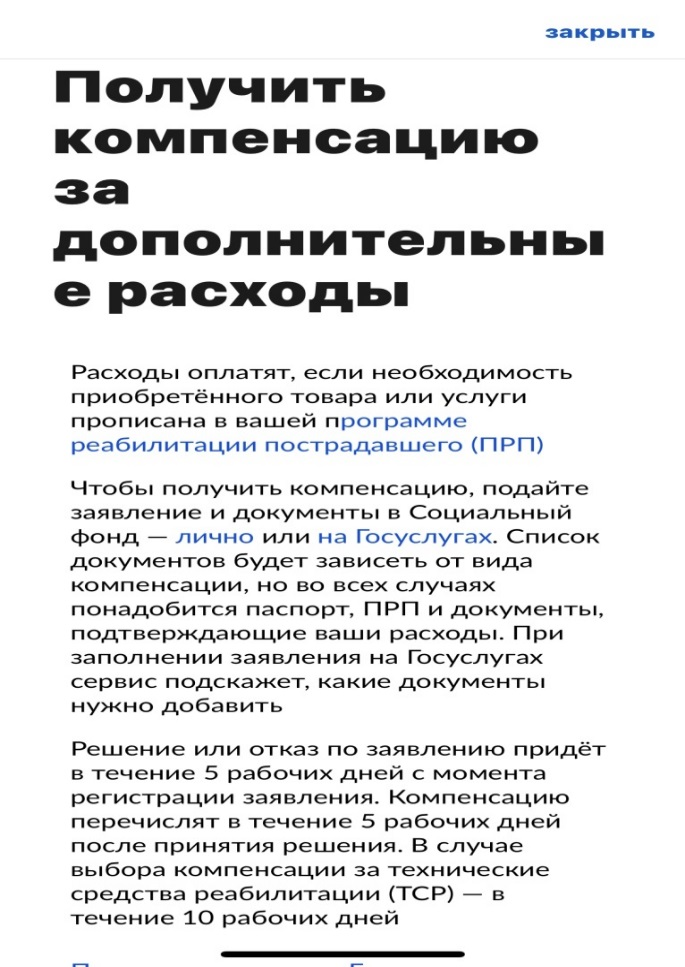 закрыть
Получить
компенсацию
за
дополнительны
е расходы
Расходы оплатят, если необходимость
приобретённого товара или услуги
прописана в вашей программе
реабилитации пострадавшего (ПРП)
Чтобы получить компенсацию, подайте
заявление и документы в Социальный
фонд — лично или на Госуслугах. Список
документов будет зависеть от вида
компенсации, но во всех случаях
понадобится паспорт, ПРП и документы,
подтверждающие ваши расходы. При
заполнении заявления на Госуслугах
сервис подскажет, какие документы
нужно добавить
Решение или отказ по заявлению придёт
в течение 5 рабочих дней с момента
регистрации заявления. Компенсацию
перечислят в течение 5 рабочих дней
после принятия решения. В случае
выбора компенсации за технические
средства реабилитации (ТСР) — в
течение 10 рабочих дней